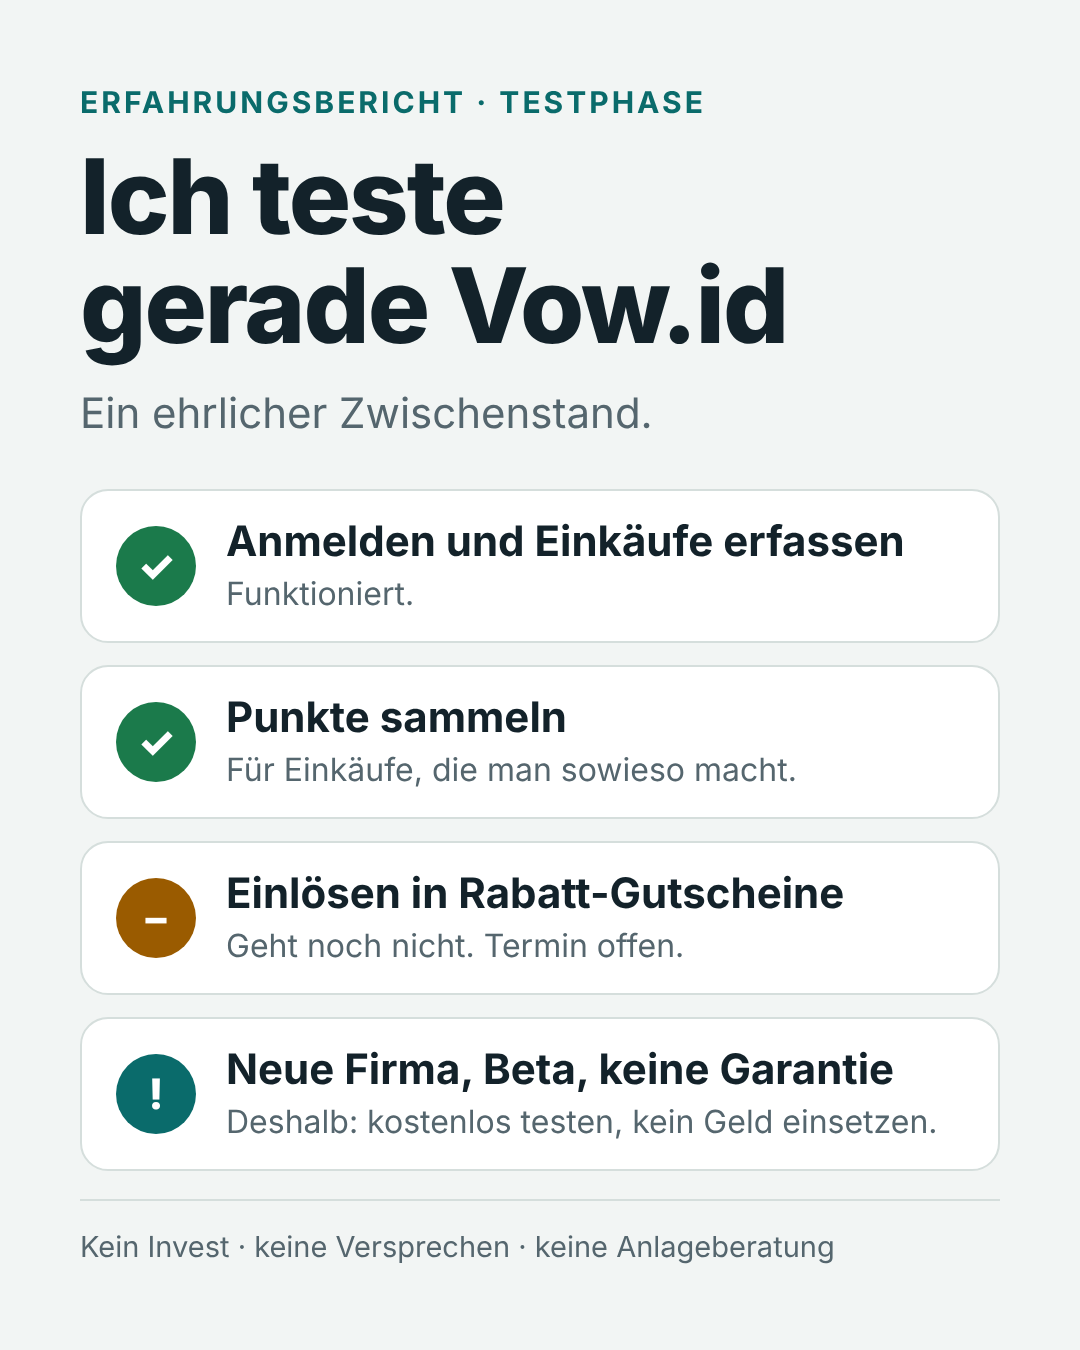 ERFAHRUNGSBERICHT · TESTPHASE
Ich teste
gerade Vow.id
Ein ehrlicher Zwischenstand.
Anmelden und Einkäufe erfassen
Funktioniert.
Punkte sammeln
Für Einkäufe, die man sowieso macht.
Einlösen in Rabatt-Gutscheine
Geht noch nicht. Termin offen.
Neue Firma, Beta, keine Garantie
Deshalb: kostenlos testen, kein Geld einsetzen.
Kein Invest · keine Versprechen · keine Anlageberatung